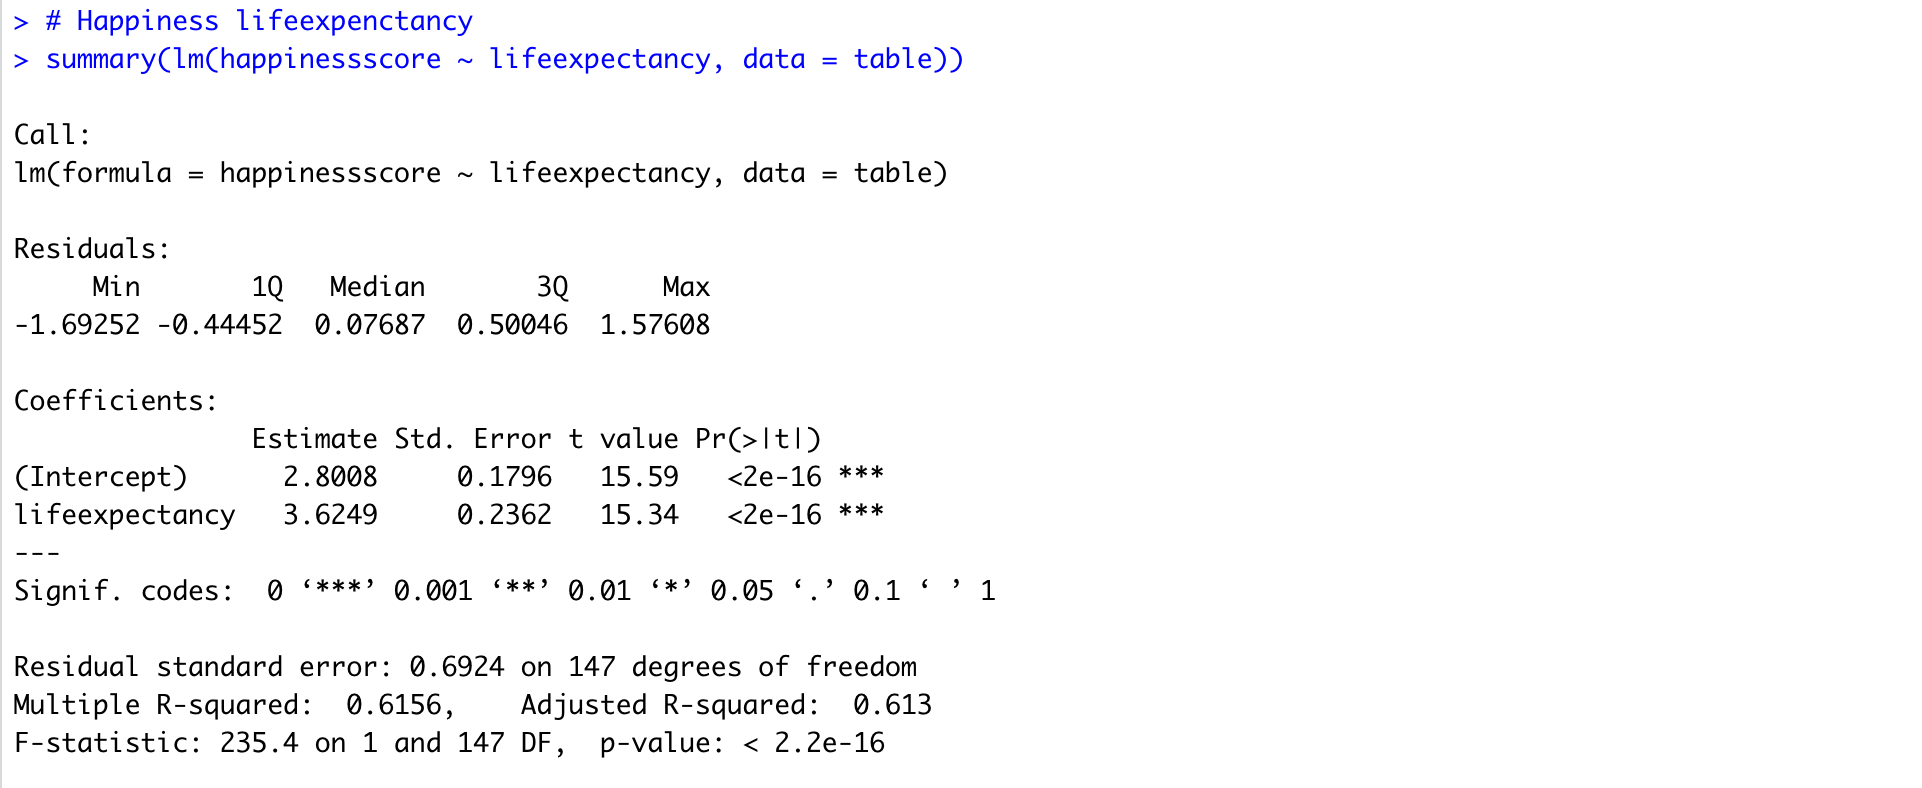 > # Happiness lifeexpenctancy
> summary(lm(happinessscore ~ lifeexpectancy, data = table))
Call:
lm(formula = happinessscore ~ lifeexpectancy, data = table)
Residuals:
     Min       1Q   Median       3Q      Max
-1.69252 -0.44452  0.07687  0.50046  1.57608
Coefficients:
               Estimate Std. Error t value Pr(>|t|)
(Intercept)      2.8008     0.1796   15.59   <2e-16 ***
lifeexpectancy   3.6249     0.2362   15.34   <2e-16 ***
---
Signif. codes:  0 ‘***’ 0.001 ‘**’ 0.01 ‘*’ 0.05 ‘.’ 0.1 ‘ ’ 1
Residual standard error: 0.6924 on 147 degrees of freedom
Multiple R-squared:  0.6156,    Adjusted R-squared:  0.613
F-statistic: 235.4 on 1 and 147 DF,  p-value: < 2.2e-16